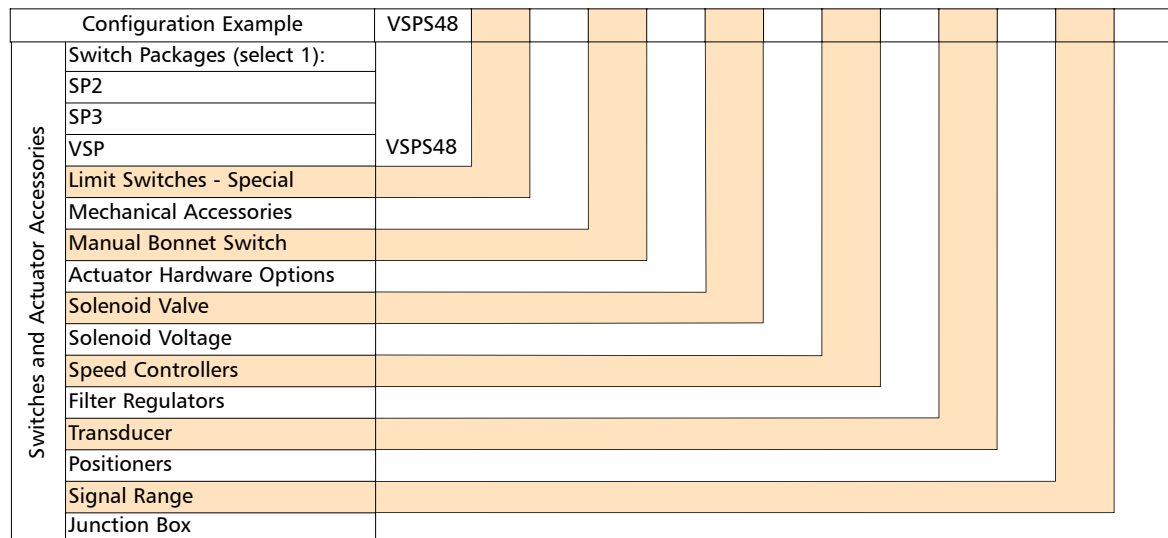 Configuration Example VSPS48
Switches and Actuator Accessories
Switch Packages (select 1):
SP2
SP3
VSP VSPS48
Limit Switches - Special
Mechanical Accessories
Manual Bonnet Switch
Actuator Hardware Options
Solenoid Valve
Solenoid Voltage
Speed Controllers
Filter Regulators
Transducer
Positioners
Signal Range
Junction Box